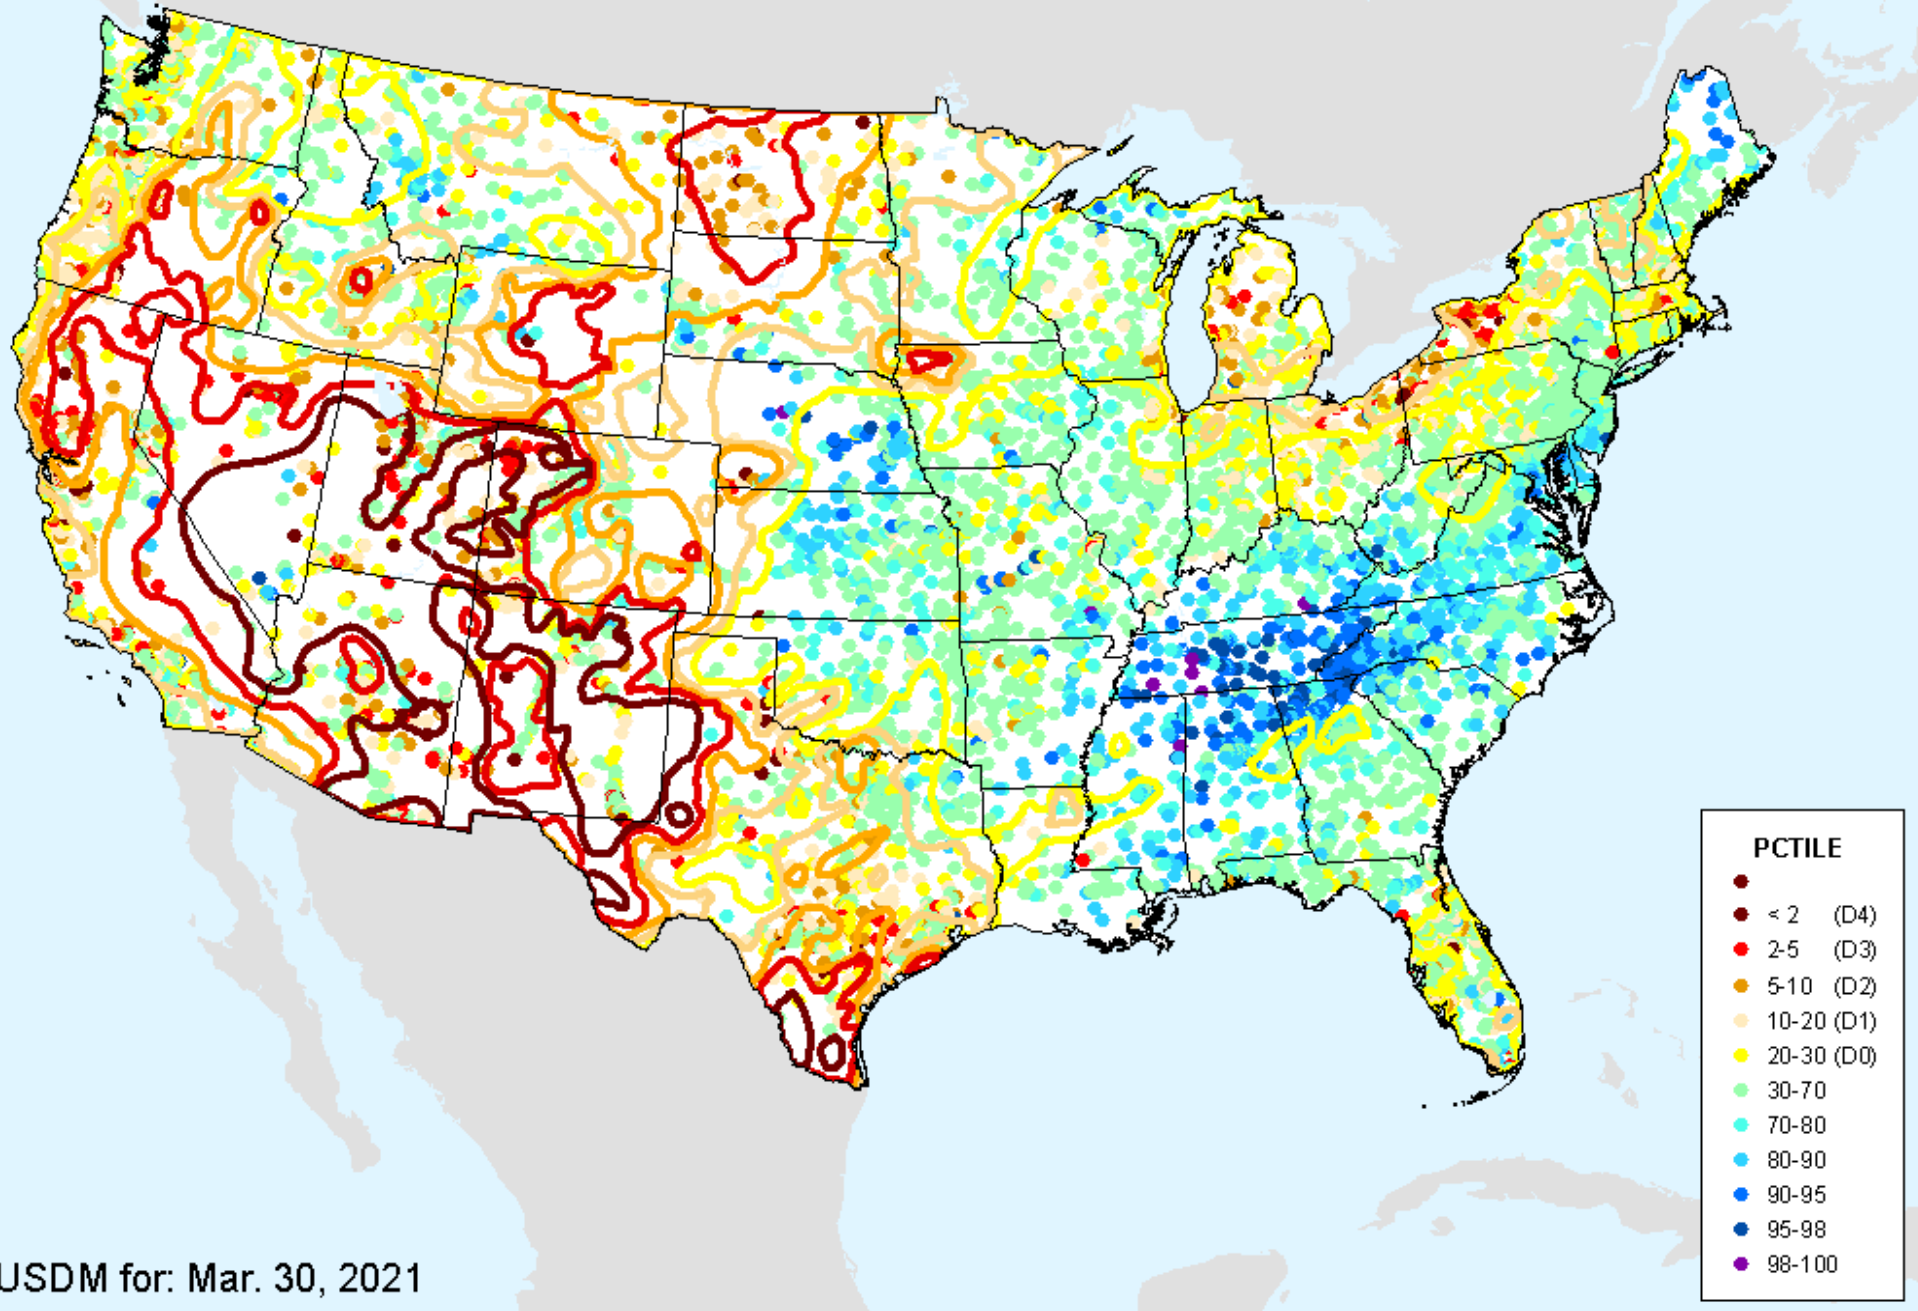 PCTILE
< 2 (D4)
2-5 (D3)
5-10 (D2)
10-20 (D1)
20-30 (D0)
30-70
70-80
80-90
90-95
95-98
98-100
USDM for: Mar. 30, 2021